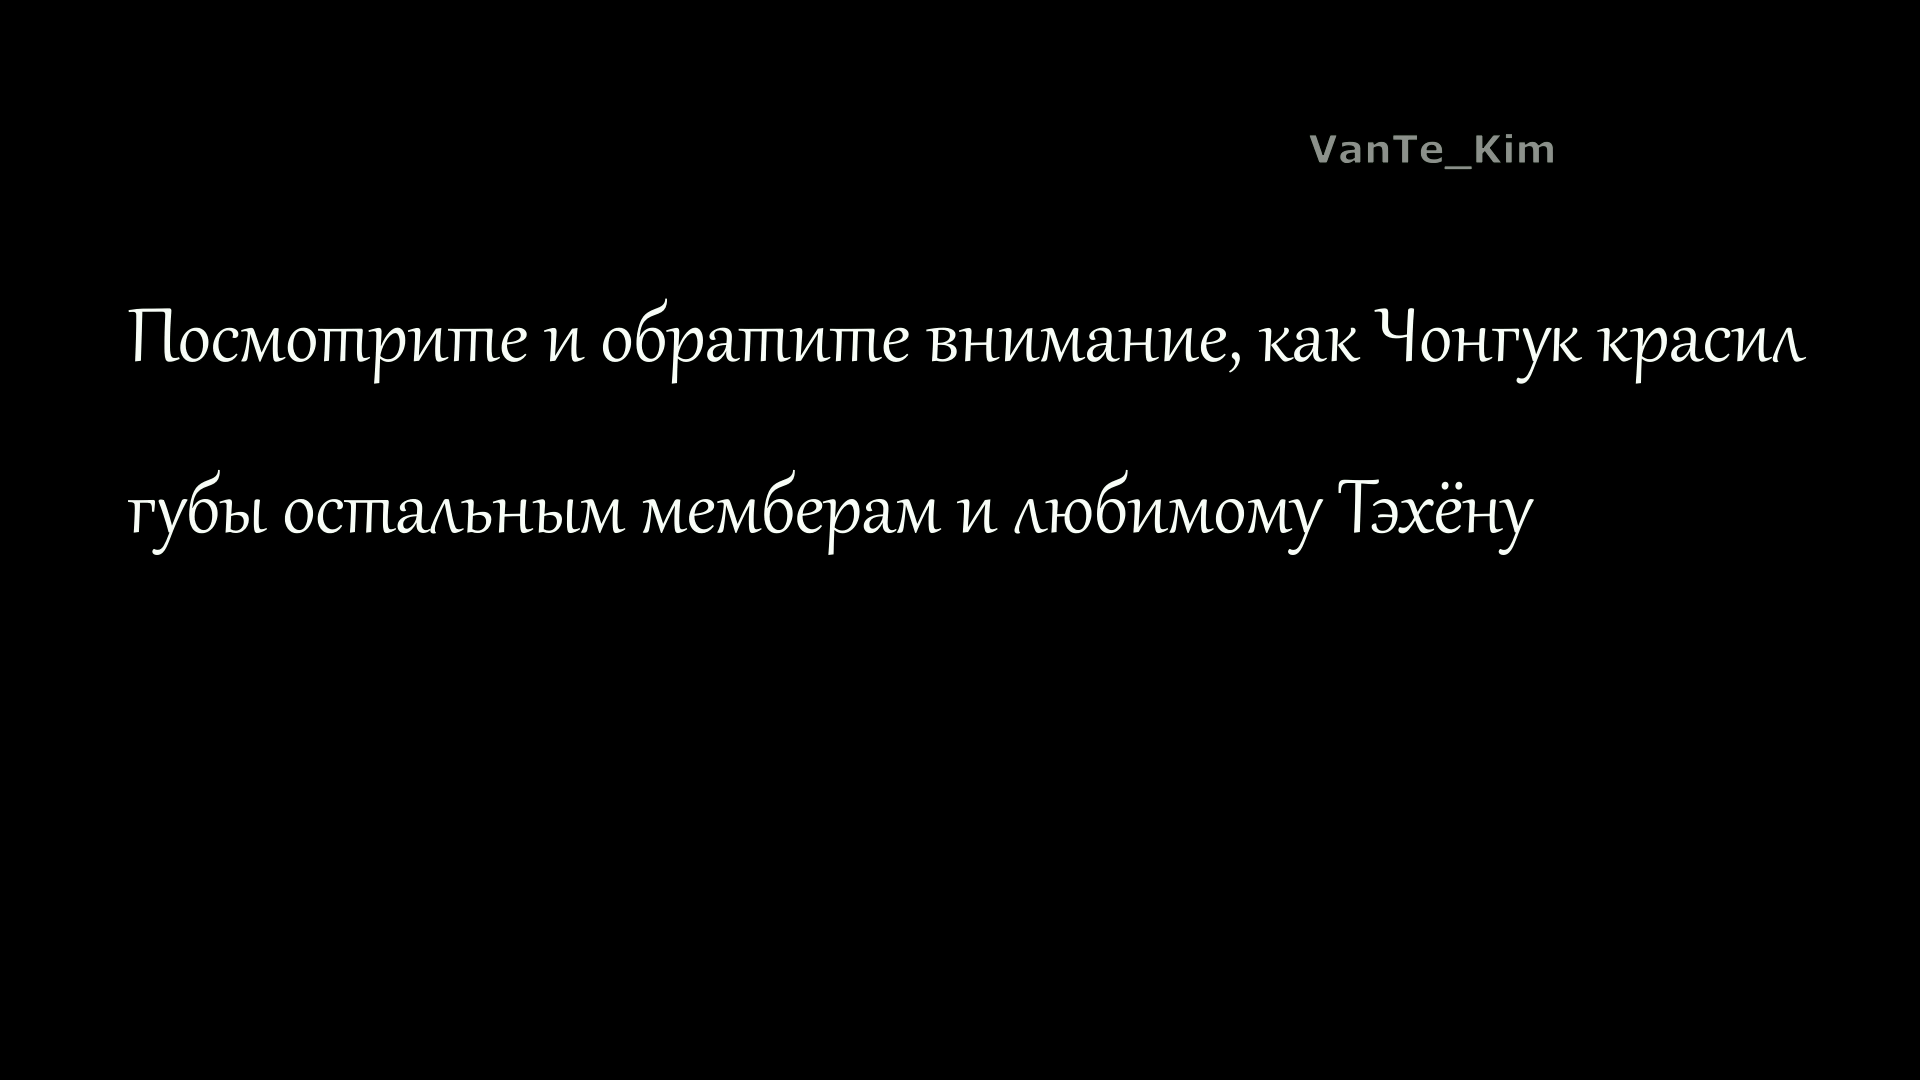 VanTe_Kim
Посмотрите и обратите внимание, как Чонгук красил
губы остальным мемберам и любимому Тэхёну